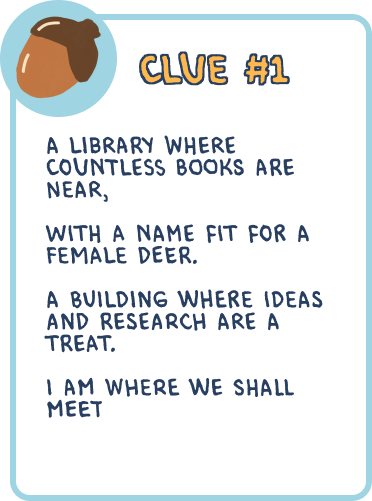 CLUE #1
A LIBRARY WHERE
COUNTLESS BOOKS ARE
NEAR,
WITH A NAME FIT FOR A
FEMALE DEER.
A BUILDING WHERE IDEAS
AND RESEARCH ARE A
TREAT.
I AM WHERE WE SHALL
MEET